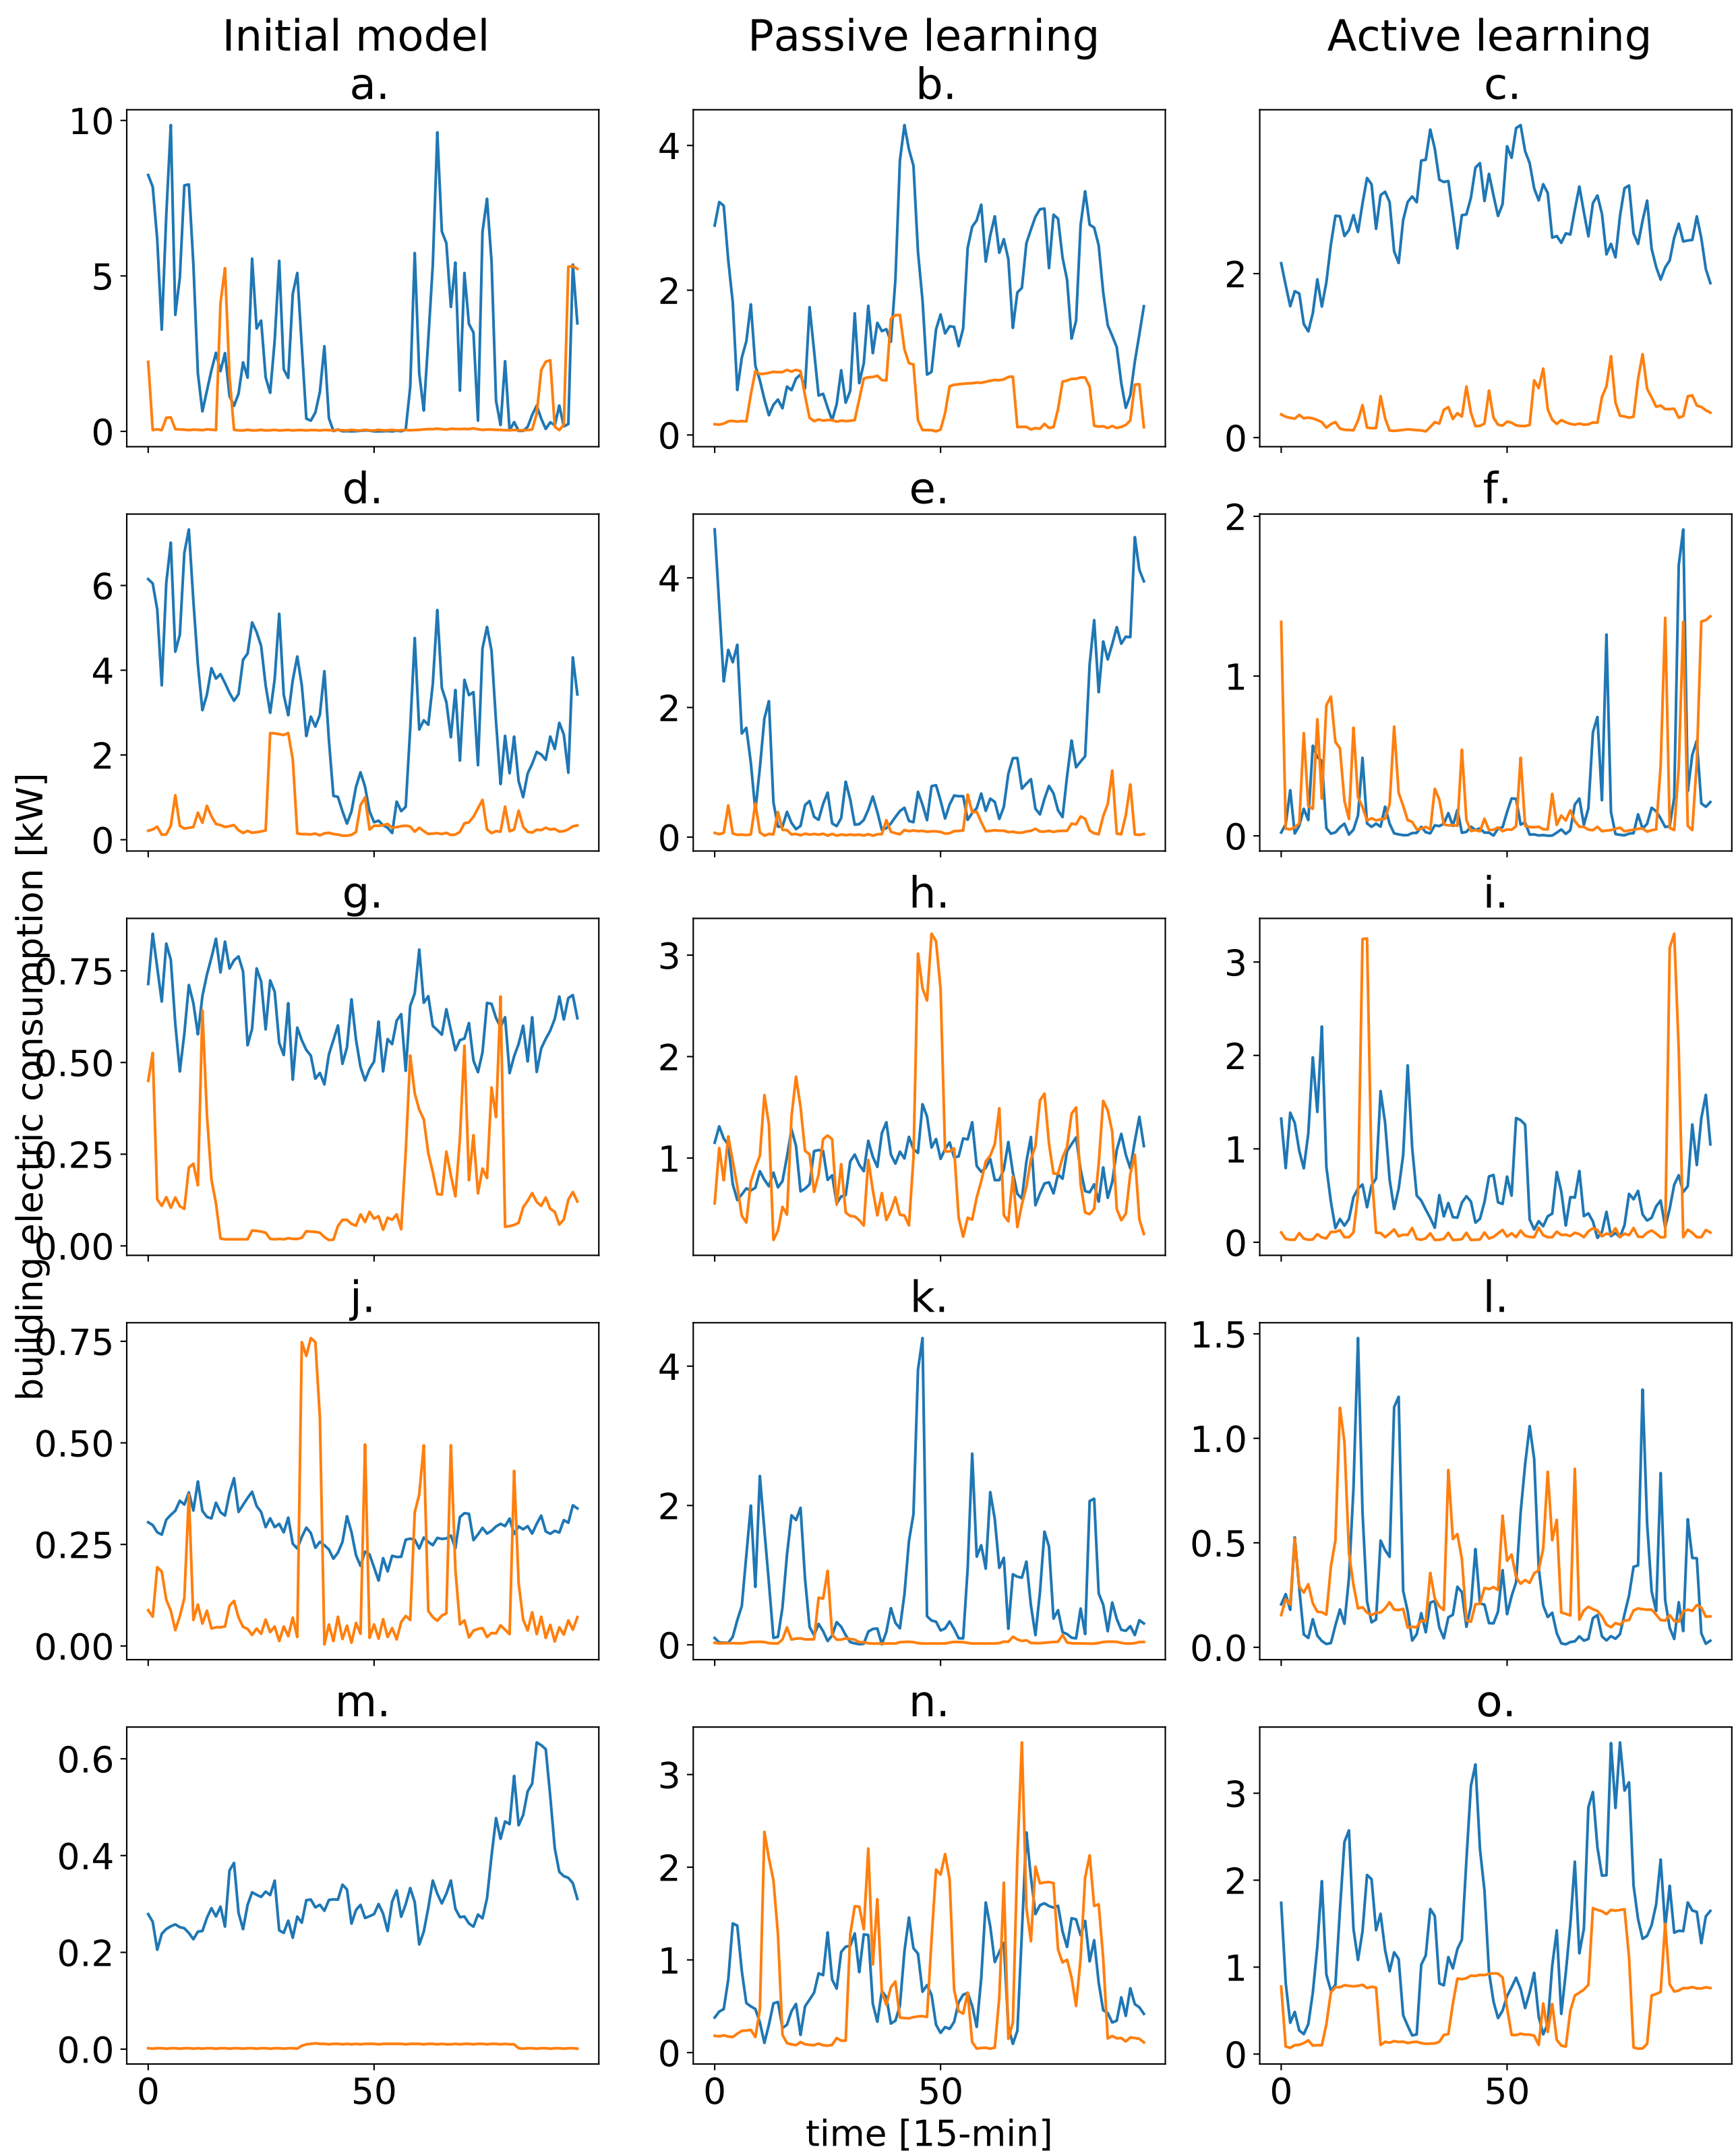 Initial model Passive learning Active learning
a. b. c.
10 4
5 2 2
0 0 0
d. e. f.
6 4 2
4 2 1
2
0 0 0
g. h. i.
0.75 3 3
0.50 2 2
0.25 1 1
0.00 0
j. k. l.
0.75 4 1.5
0.50 2 1.0
0.25 0.5
0.00 0 0.0
m. n. o.
0.6 3 3
0.4 2 2
0.2 1 1
0.0 0 0
0 50 0 50 0 50
time [15-min]
building electric consumption [kW]